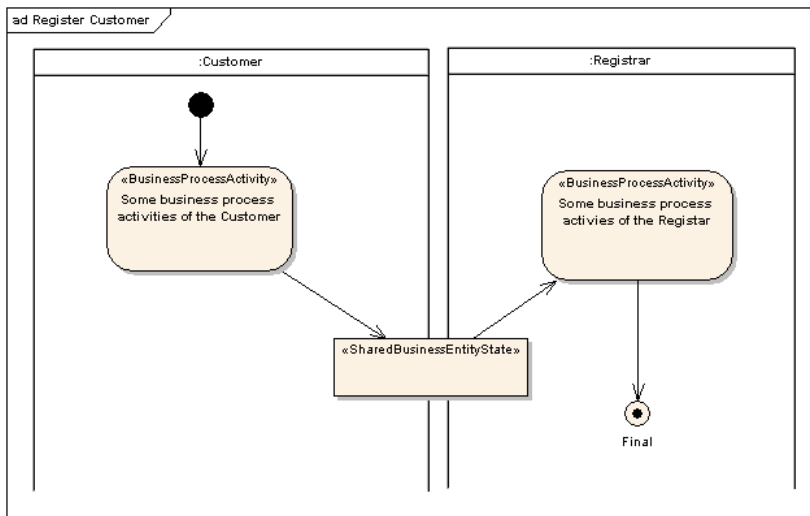 ad Register Customer
:Customer
:Registrar
«BusinessProcessActivity»
Some business process
activities of the Customer
«BusinessProcessActivity»
Some business process
activies of the Registar
«SharedBusinessEntityState»
Final